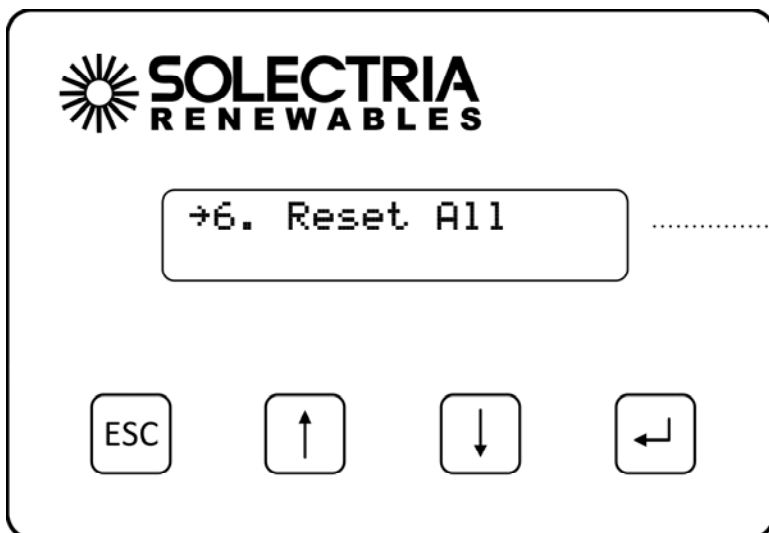 SOLECTRIA
RENEWABLES
→6. Reset All
ESC
↑
↓
↵